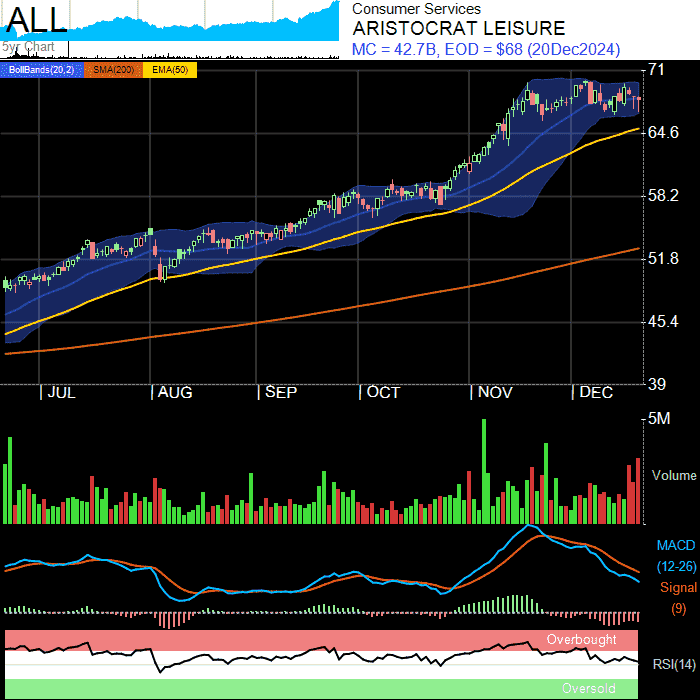 ALL
5yr Chart
Consumer Services
ARISTOCRAT LEISURE
MC = 42.7B, EOD = $68 (20Dec2024)
BollBands(20,2) SMA(200) EMA(50)
71
64.6
58.2
51.8
45.4
39
JUL AUG SEP OCT NOV DEC
5M
Volume
MACD
(12-26)
Signal
(9)
Overbought
RSI(14)
Oversold